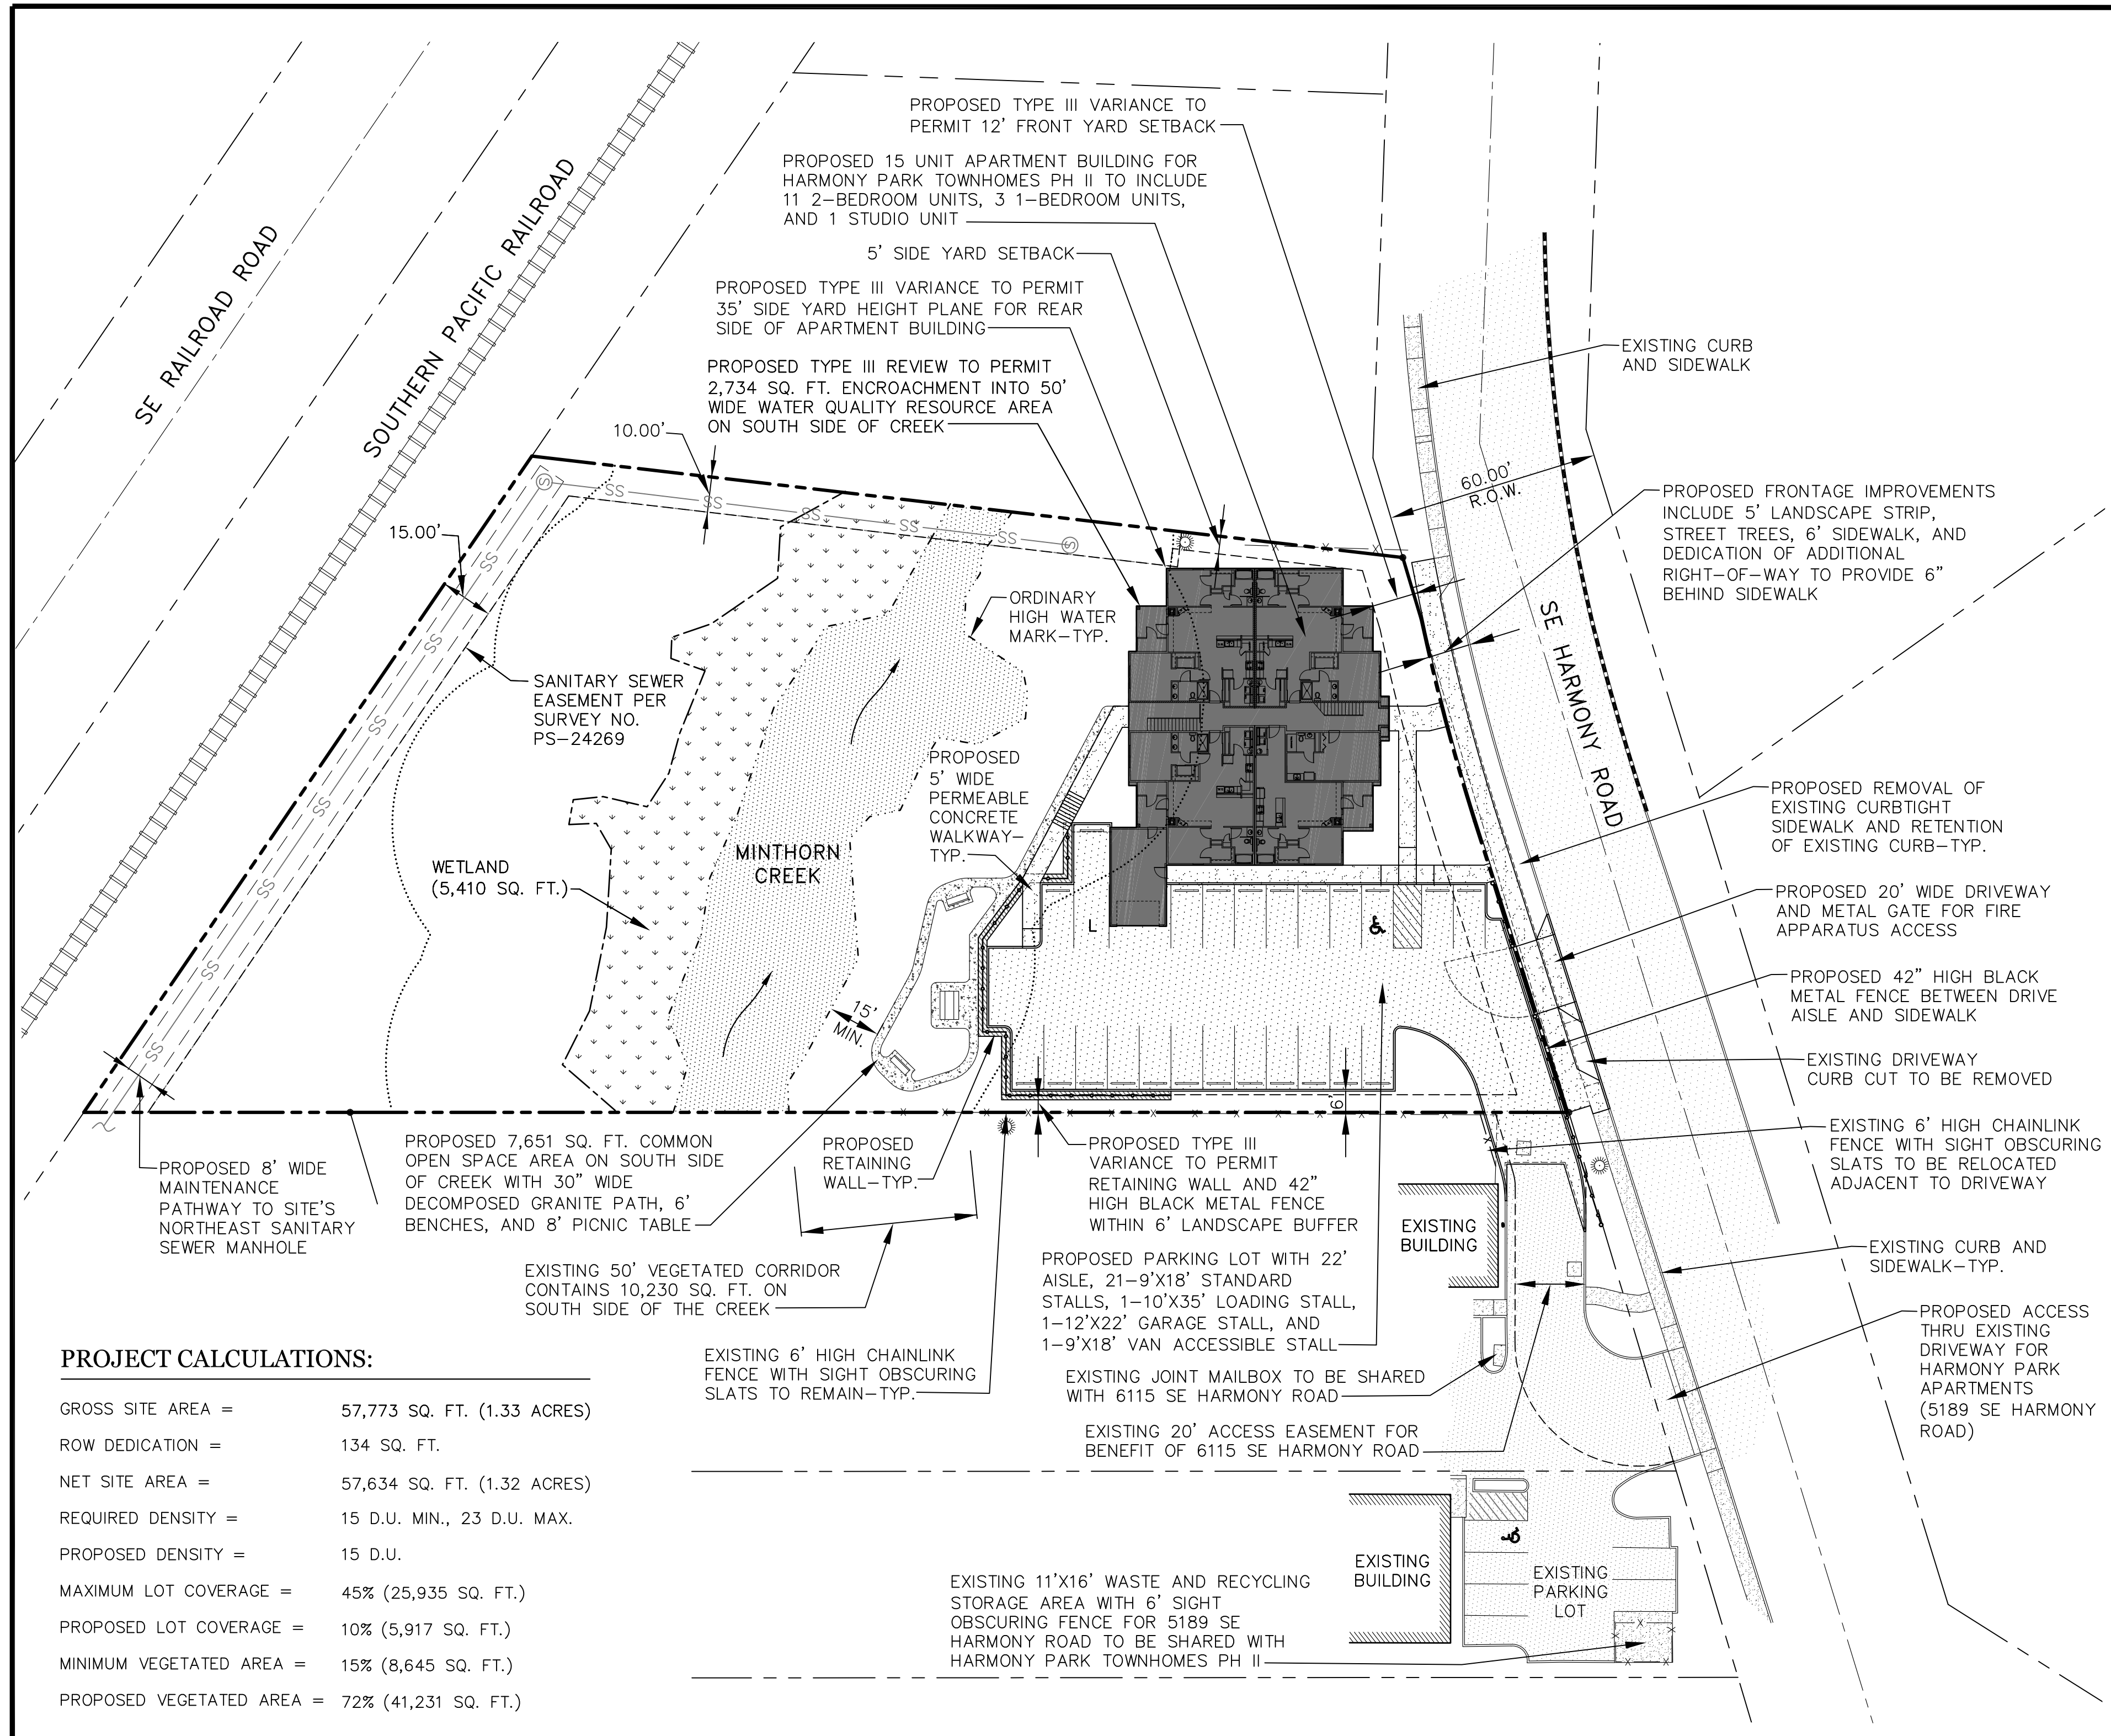 PROPOSED TYPE III VARIANCE TO
PERMIT 12' FRONT YARD SETBACK
PROPOSED 15 UNIT APARTMENT BUILDING FOR
HARMONY PARK TOWNHOMES PH II TO INCLUDE
11 2–BEDROOM UNITS, 3 1–BEDROOM UNITS,
AND 1 STUDIO UNIT
5' SIDE YARD SETBACK
PROPOSED TYPE III VARIANCE TO PERMIT
35' SIDE YARD HEIGHT PLANE FOR REAR
SIDE OF APARTMENT BUILDING
PROPOSED TYPE III REVIEW TO PERMIT
2,734 SQ. FT. ENCROACHMENT INTO 50'
WIDE WATER QUALITY RESOURCE AREA
ON SOUTH SIDE OF CREEK
SE RAILROAD ROAD
SOUTHERN PACIFIC RAILROAD
10.00'
15.00'
S
SS
SS
SS
SS
SS
S
SS
SS
SS
SS
SS
SS
SS
EXISTING CURB
AND SIDEWALK
60.00'
R.O.W.
PROPOSED FRONTAGE IMPROVEMENTS
INCLUDE 5' LANDSCAPE STRIP,
STREET TREES, 6' SIDEWALK, AND
DEDICATION OF ADDITIONAL
RIGHT–OF–WAY TO PROVIDE 6"
BEHIND SIDEWALK
ORDINARY
HIGH WATER
MARK–TYP.
SE HARMONY ROAD
SANITARY SEWER
EASEMENT PER
SURVEY NO.
PS–24269
PROPOSED
5' WIDE
PERMEABLE
CONCRETE
WALKWAY–
TYP.
MINTHORN
CREEK
WETLAND
(5,410 SQ. FT.)
L
15'
MIN.
6'
PROPOSED REMOVAL OF
EXISTING CURBTIGHT
SIDEWALK AND RETENTION
OF EXISTING CURB–TYP.
PROPOSED 20' WIDE DRIVEWAY
AND METAL GATE FOR FIRE
APPARATUS ACCESS
PROPOSED 42" HIGH BLACK
METAL FENCE BETWEEN DRIVE
AISLE AND SIDEWALK
EXISTING DRIVEWAY
CURB CUT TO BE REMOVED
EXISTING 6' HIGH CHAINLINK
FENCE WITH SIGHT OBSCURING
SLATS TO BE RELOCATED
ADJACENT TO DRIVEWAY
EXISTING CURB AND
SIDEWALK–TYP.
PROPOSED ACCESS
THRU EXISTING
DRIVEWAY FOR
HARMONY PARK
APARTMENTS
(5189 SE HARMONY
ROAD)
PROPOSED 8' WIDE
MAINTENANCE
PATHWAY TO SITE'S
NORTHEAST SANITARY
SEWER MANHOLE
PROPOSED 7,651 SQ. FT. COMMON
OPEN SPACE AREA ON SOUTH SIDE
OF CREEK WITH 30" WIDE
DECOMPOSED GRANITE PATH, 6'
BENCHES, AND 8' PICNIC TABLE
PROPOSED
RETAINING
WALL–TYP.
PROPOSED TYPE III
VARIANCE TO PERMIT
RETAINING WALL AND 42"
HIGH BLACK METAL FENCE
WITHIN 6' LANDSCAPE BUFFER
EXISTING
BUILDING
EXISTING 50' VEGETATED CORRIDOR
CONTAINS 10,230 SQ. FT. ON
SOUTH SIDE OF THE CREEK
PROPOSED PARKING LOT WITH 22'
AISLE, 21–9'X18' STANDARD
STALLS, 1–10'X35' LOADING STALL,
1–12'X22' GARAGE STALL, AND
1–9'X18' VAN ACCESSIBLE STALL
EXISTING 6' HIGH CHAINLINK
FENCE WITH SIGHT OBSCURING
SLATS TO REMAIN–TYP.
EXISTING JOINT MAILBOX TO BE SHARED
WITH 6115 SE HARMONY ROAD
EXISTING 20' ACCESS EASEMENT FOR
BENEFIT OF 6115 SE HARMONY ROAD
EXISTING
BUILDING
EXISTING
PARKING
LOT
EXISTING 11'X16' WASTE AND RECYCLING
STORAGE AREA WITH 6' SIGHT
OBSCURING FENCE FOR 5189 SE
HARMONY ROAD TO BE SHARED WITH
HARMONY PARK TOWNHOMES PH II
PROJECT CALCULATIONS:
GROSS SITE AREA = 57,773 SQ. FT. (1.33 ACRES)
ROW DEDICATION = 134 SQ. FT.
NET SITE AREA = 57,634 SQ. FT. (1.32 ACRES)
REQUIRED DENSITY = 15 D.U. MIN., 23 D.U. MAX.
PROPOSED DENSITY = 15 D.U.
MAXIMUM LOT COVERAGE = 45% (25,935 SQ. FT.)
PROPOSED LOT COVERAGE = 10% (5,917 SQ. FT.)
MINIMUM VEGETATED AREA = 15% (8,645 SQ. FT.)
PROPOSED VEGETATED AREA = 72% (41,231 SQ. FT.)